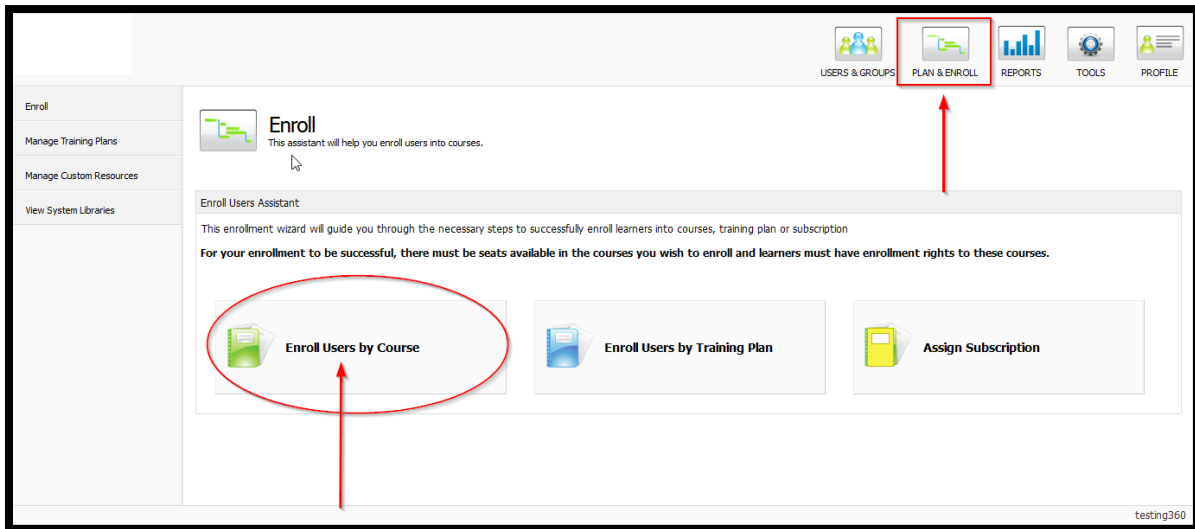 USERS & GROUPS PLAN & ENROLL REPORTS TOOLS PROFILE
Enroll
Manage Training Plans
Manage Custom Resources
View System Libraries
Enroll
This assistant will help you enroll users into courses.
Enroll Users Assistant
This enrollment wizard will guide you through the necessary steps to successfully enroll learners into courses, training plan or subscription
For your enrollment to be successful, there must be seats available in the courses you wish to enroll and learners must have enrollment rights to these courses.
Enroll Users by Course
Enroll Users by Training Plan
Assign Subscription
testing360